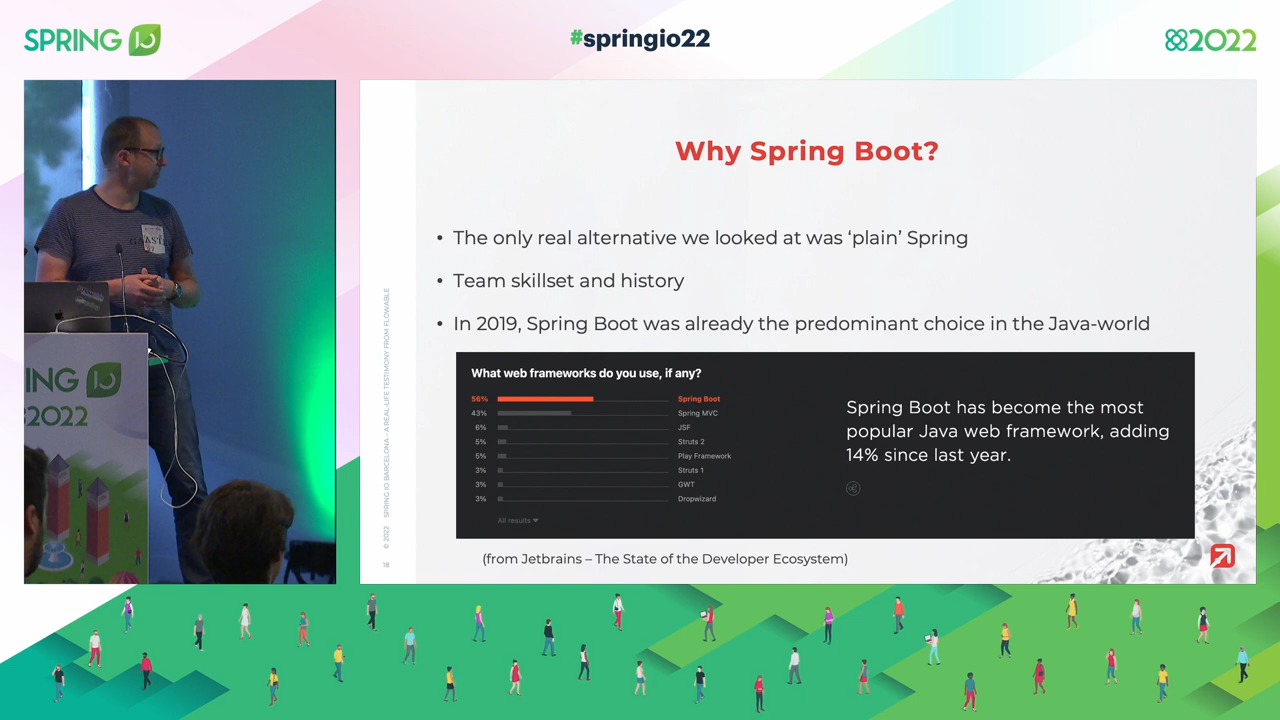 SPRING IO
#springio22
2022
Why Spring Boot?
• The only real alternative we looked at was ‘plain’ Spring
• Team skillset and history
• In 2019, Spring Boot was already the predominant choice in the Java-world
What web frameworks do you use, if any?
56% Spring Boot
43% Spring MVC
6% JSF
5% Struts 2
5% Play Framework
3% Struts 1
3% GWT
3% Dropwizard
All results
Spring Boot has become the most
popular Java web framework, adding
14% since last year.
(from Jetbrains – The State of the Developer Ecosystem)
© 2022 SPRING IO BARCELONA - A REAL-LIFE TESTIMONY FROM FLOWABLE
18
ING IO
2022